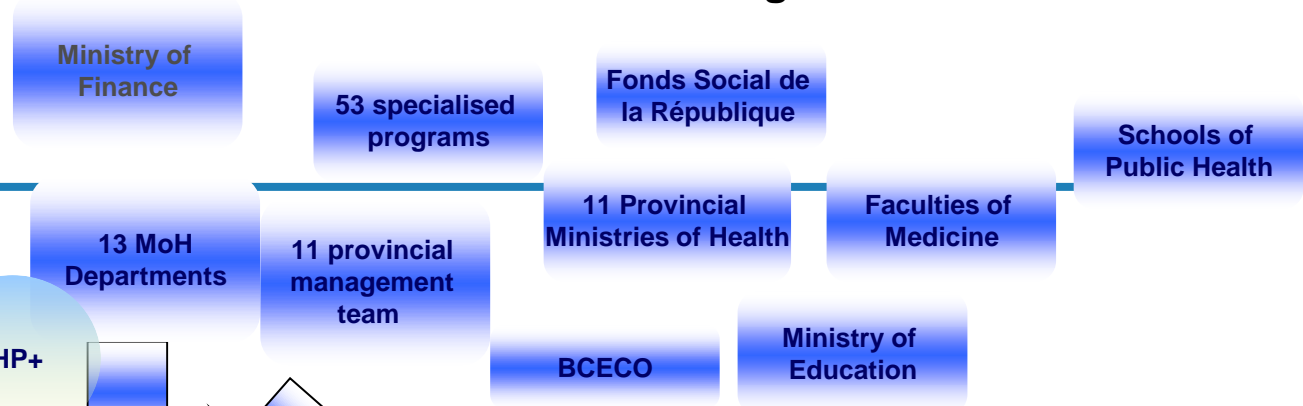 Ministry of
Finance
53 specialised
programs
Fonds Social de
la République
Schools of
Public Health
13 MoH
Departments
11 provincial
management
team
11 Provincial
Ministries of Health
Faculties of
Medicine
HP+
BCECO
Ministry of
Education